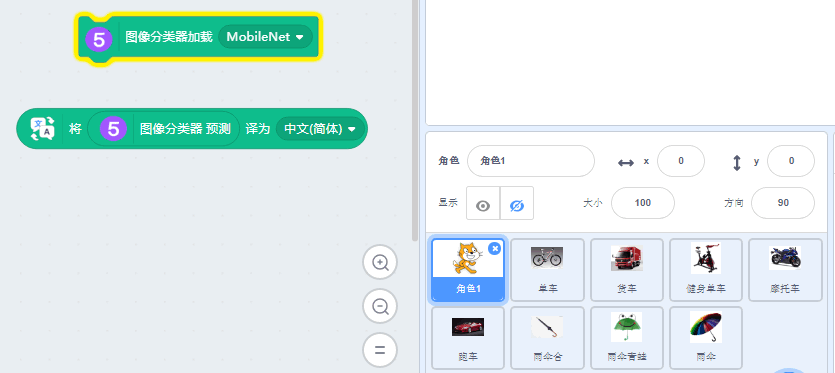 5 图像分类器加载 MobileNet
文 A 将 5 图像分类器 预测 译为 中文(简体)
角色 角色1 x 0 y 0
显示 大小 100 方向 90
角色1 单车 货车 健身单车 摩托车
跑车 雨伞合 雨伞青蛙 雨伞